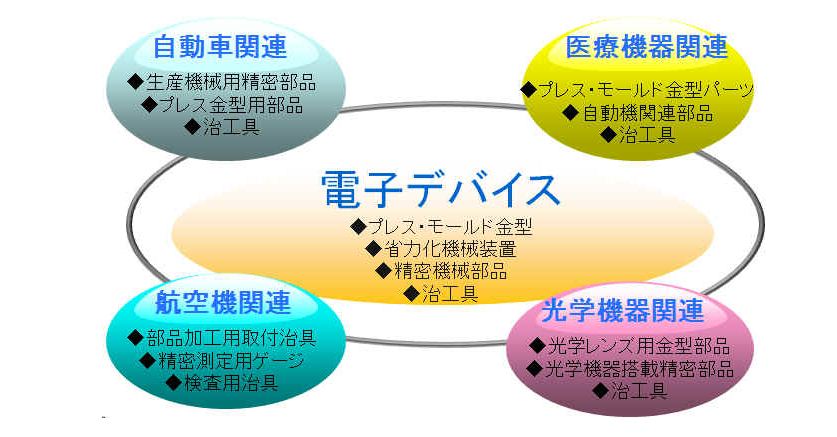 自動車関連
◆生産機械用精密部品
◆プレス金型用部品
◆治工具
医療機器関連
◆プレス・モールド金型パーツ
◆自動機関連部品
◆治工具
電子デバイス
◆プレス・モールド金型
◆省力化機械装置
◆精密機械部品
◆治工具
航空機関連
◆部品加工用取付治具
◆精密測定用ゲージ
◆検査用治具
光学機器関連
◆光学レンズ用金型部品
◆光学機器搭載精密部品
◆治工具